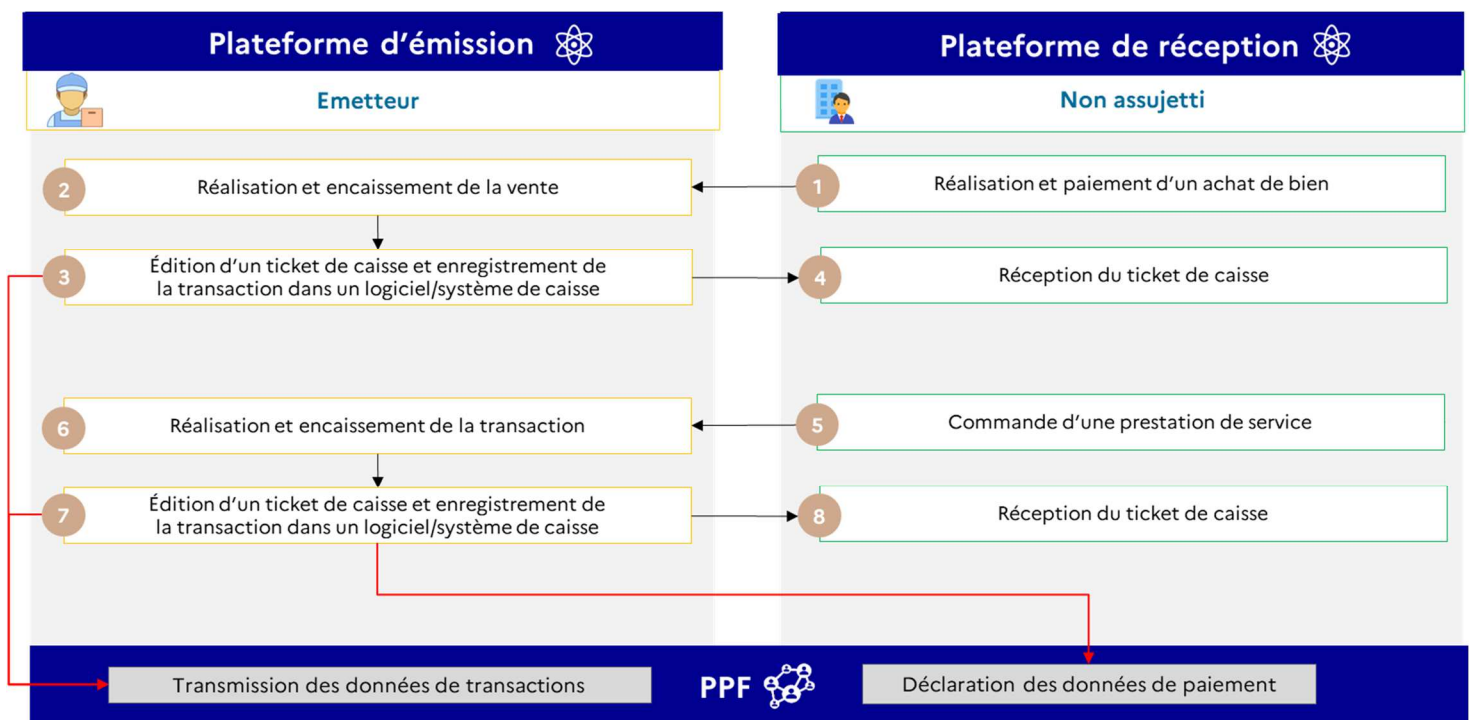 Plateforme d'émission
Plateforme de réception
Emetteur
Non assujetti
2
Réalisation et encaissement de la vente
1
Réalisation et paiement d'un achat de bien
3
Édition d'un ticket de caisse et enregistrement de
la transaction dans un logiciel/système de caisse
4
Réception du ticket de caisse
6
Réalisation et encaissement de la transaction
5
Commande d'une prestation de service
7
Édition d'un ticket de caisse et enregistrement de
la transaction dans un logiciel/système de caisse
8
Réception du ticket de caisse
Transmission des données de transactions
PPF
Déclaration des données de paiement